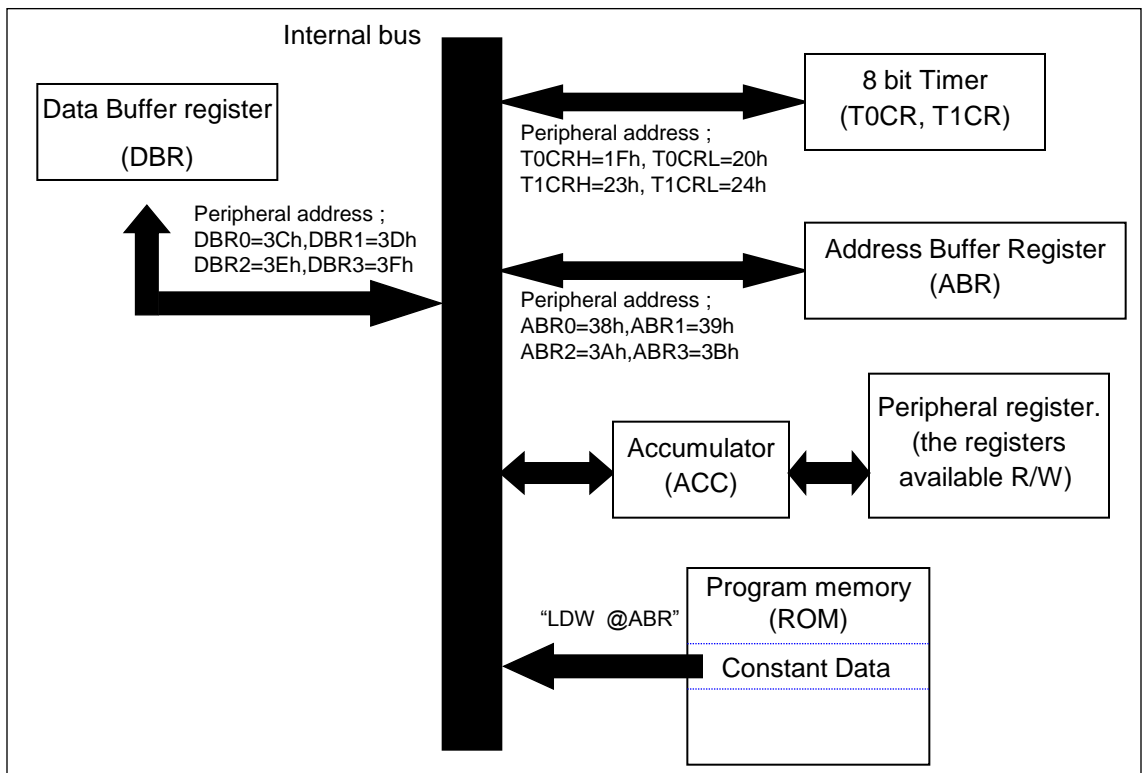 Internal bus
Data Buffer register
(DBR)
8 bit Timer
(T0CR, T1CR)
Peripheral address ;
T0CRH=1Fh, T0CRL=20h
T1CRH=23h, T1CRL=24h
Peripheral address ;
DBR0=3Ch,DBR1=3Dh
DBR2=3Eh,DBR3=3Fh
Address Buffer Register
(ABR)
Peripheral address ;
ABR0=38h,ABR1=39h
ABR2=3Ah,ABR3=3Bh
Accumulator
(ACC)
Peripheral register.
(the registers
available R/W)
Program memory
(ROM)
“LDW @ABR”
Constant Data